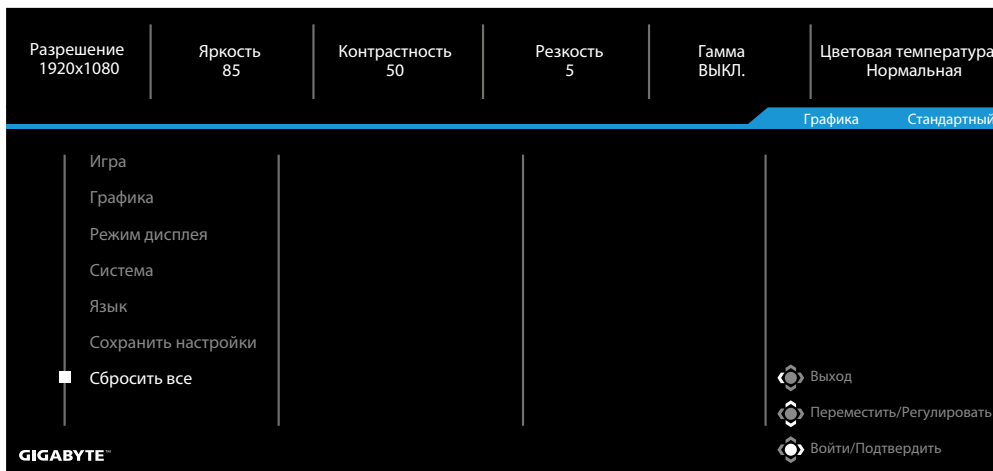 Разрешение
1920x1080
Яркость
85
Контрастность
50
Резкость
5
Гамма
ВЫКЛ.
Цветовая температура
Нормальная
Графика Стандартный
Игра
Графика
Режим дисплея
Система
Язык
Сохранить настройки
Сбросить все
Выход
Переместить/Регулировать
Войти/Подтвердить
GIGABYTE™